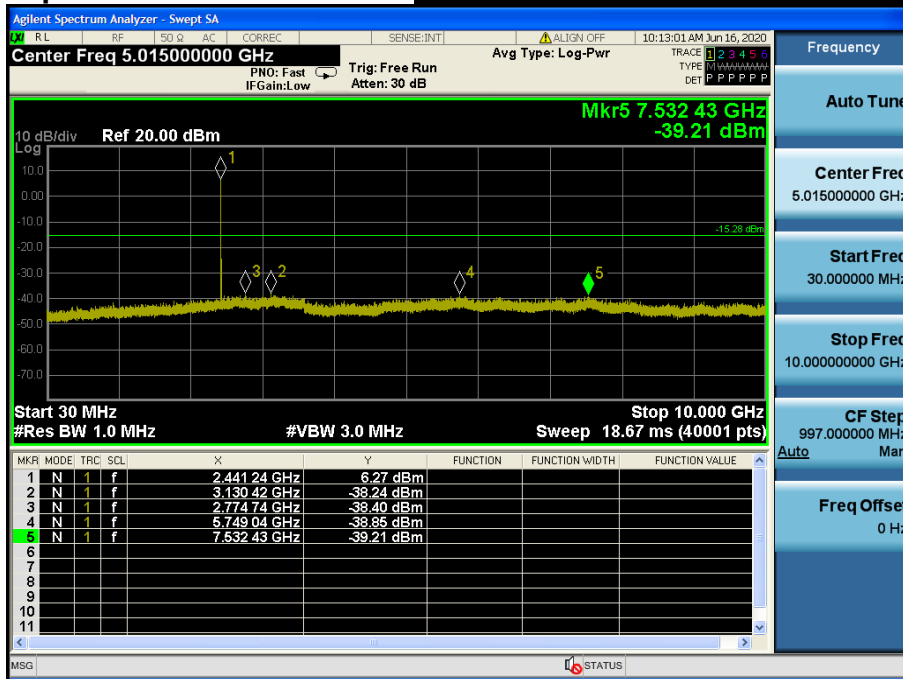 Agilent Spectrum Analyzer - Swept SA
LXI RL RF 50 Ω AC CORREC SENSE:INT ALIGN OFF 10:13:01 AM Jun 16, 2020
Center Freq 5.015000000 GHz
PNO: Fast
IFGain:Low
Trig: Free Run
Atten: 30 dB
Avg Type: Log-Pwr
TRACE 1 2 3 4 5 6
TYPE M
DET P P P P P P
Mkr5 7.532 43 GHz
-39.21 dBm
10 dB/div Ref 20.00 dBm
Log
10.0
0.00
-10.0
-20.0
-30.0
-40.0
-50.0
-60.0
-70.0
-15.28 dBm
1
3 2
4
5
Start 30 MHz Stop 10.000 GHz
#Res BW 1.0 MHz #VBW 3.0 MHz Sweep 18.67 ms (40001 pts)
MKR MODE TRC SCL X Y FUNCTION FUNCTION WIDTH FUNCTION VALUE
1 N 1 f 2.441 24 GHz 6.27 dBm
2 N 1 f 3.130 42 GHz -38.24 dBm
3 N 1 f 2.774 74 GHz -38.40 dBm
4 N 1 f 5.749 04 GHz -38.85 dBm
5 N 1 f 7.532 43 GHz -39.21 dBm
6
7
8
9
10
11
MSG STATUS
Frequency
Auto Tune
Center Freq
5.015000000 GHz
Start Freq
30.000000 MHz
Stop Freq
10.000000000 GHz
CF Step
997.000000 MHz
Auto Man
Freq Offset
0 Hz